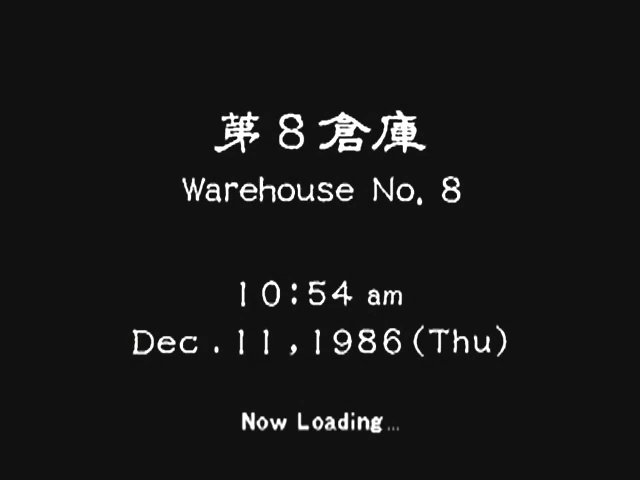 第8倉庫
Warehouse No. 8
10:54 am
Dec.11,1986(Thu)
Now Loading...